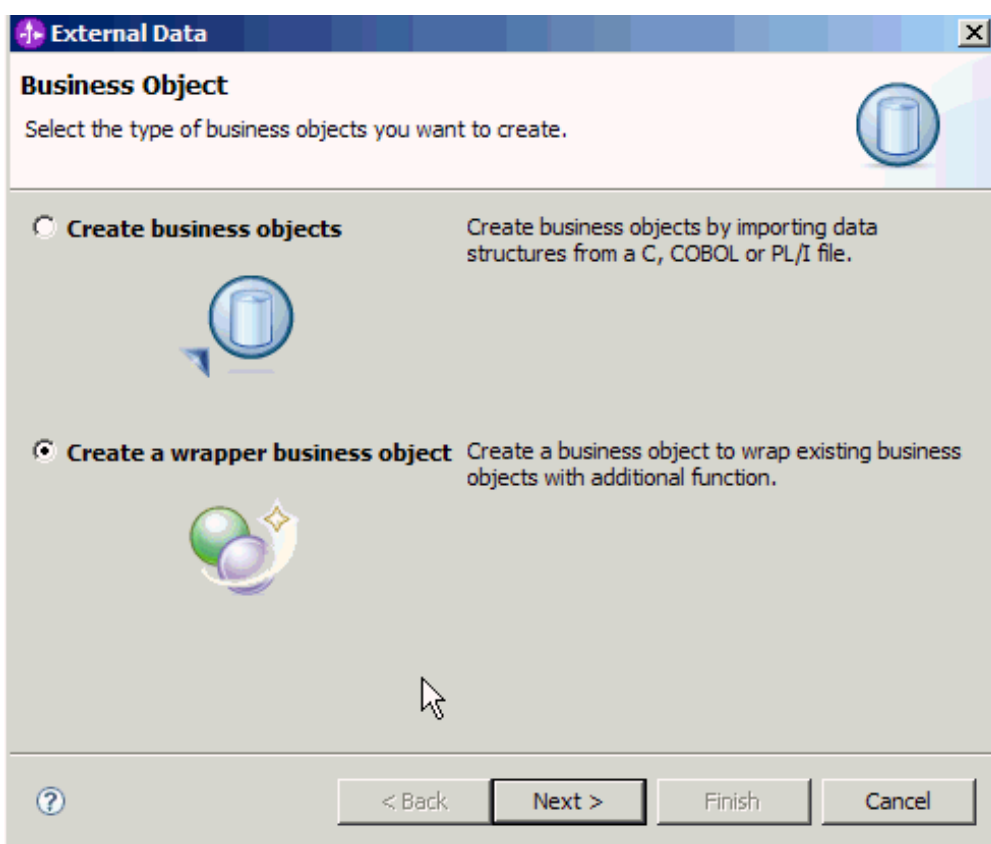 External Data
Business Object
Select the type of business objects you want to create.
Create business objects
Create business objects by importing data
structures from a C, COBOL or PL/I file.
Create a wrapper business object
Create a business object to wrap existing business
objects with additional function.
?
< Back
Next >
Finish
Cancel